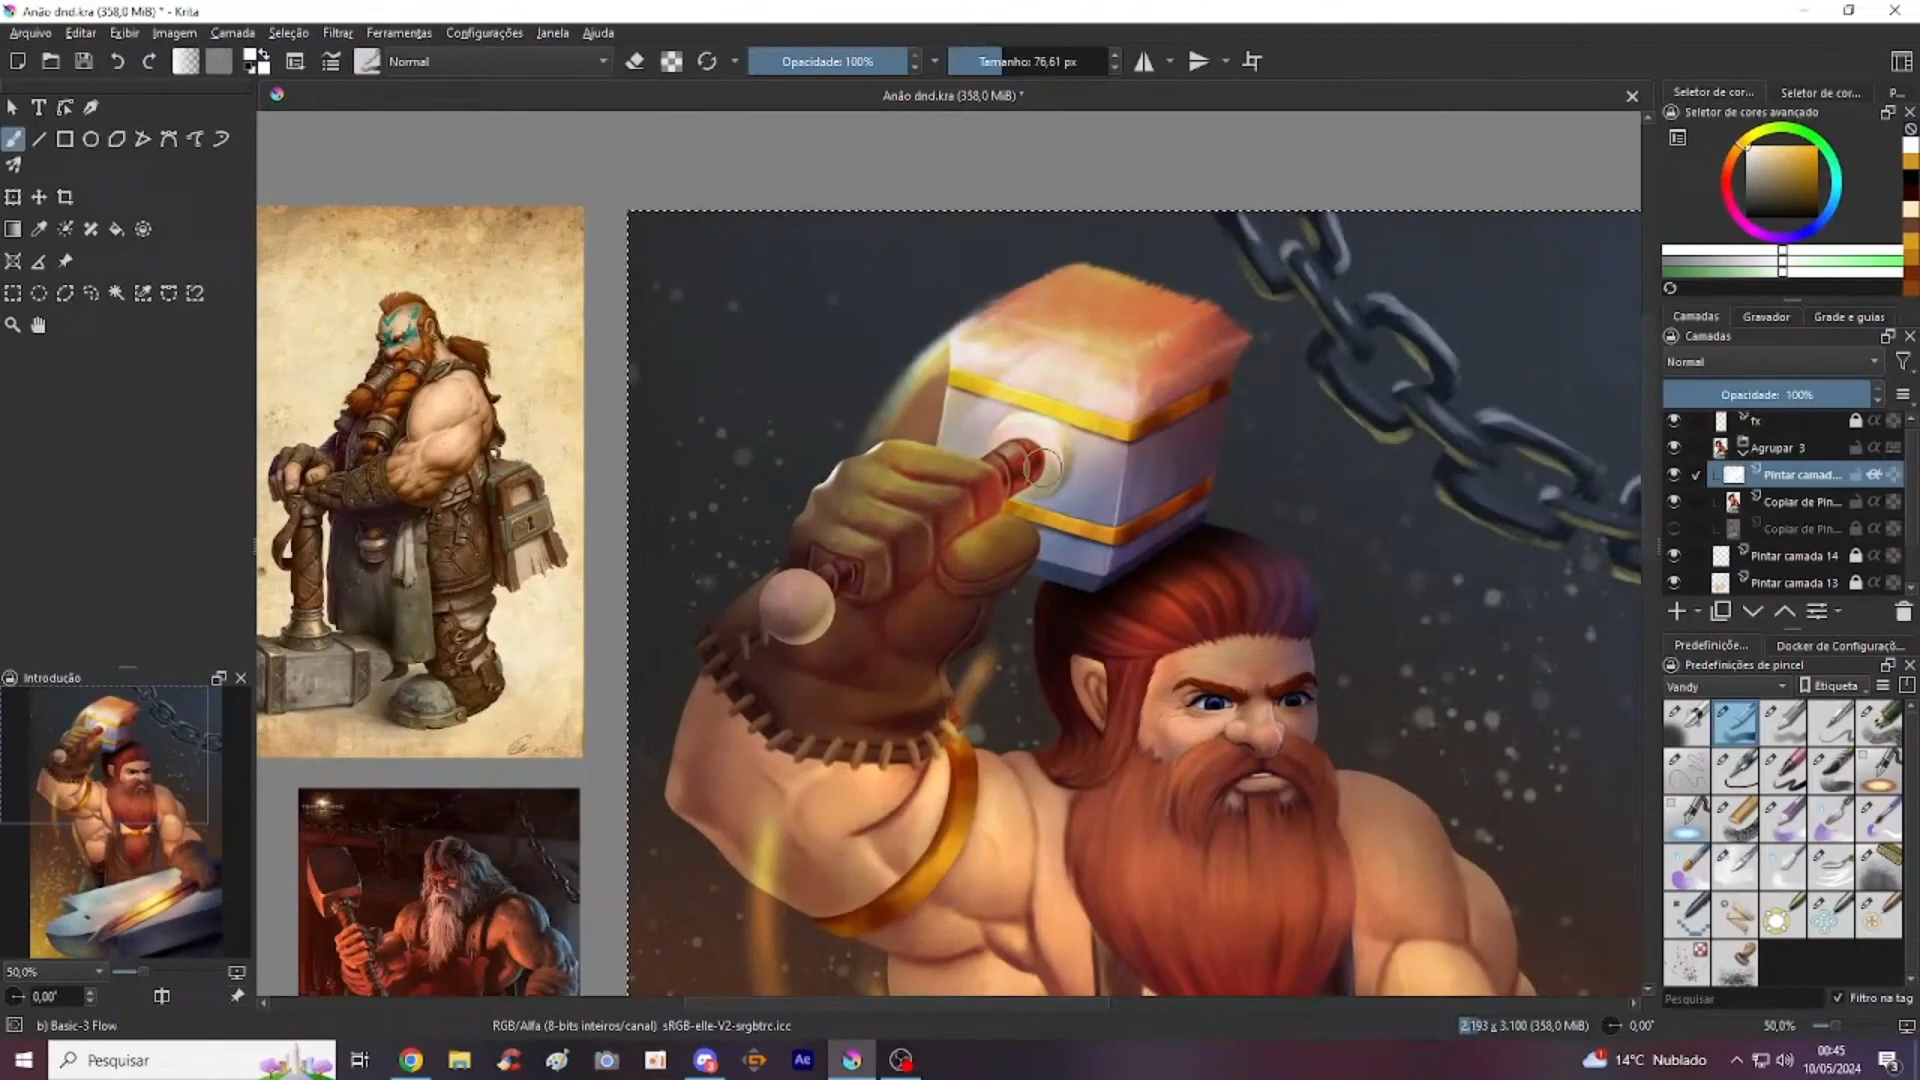 Anão dnd.kra (358,0 MiB) * - Krita
Arquivo Editar Exibir Imagem Camada Seleção Filtrar Ferramentas Configurações Janela Ajuda
Normal
Opacidade: 100%
Tamanho: 76,61 px
Anão dnd.kra (358,0 MiB) *
Seletor de cor... Seletor de cor... P...
Seletor de cores avançado
Camadas Gravador Grade e guias
Camadas
Normal
Opacidade: 100%
fx
Agrupar 3
Pintar camad...
Copiar de Pin...
Copiar de Pin...
Pintar camada 14
Pintar camada 13
Predefiniçõe... Docker de Configuraçõ...
Predefinições de pincel
Vandy
Etiqueta
Pesquisar
Filtro na tag
Introdução
50,0%
0,00°
b) Basic-3 Flow
RGB/Alfa (8-bits inteiros/canal) sRGB-elle-V2-srgbtrc.icc
2.193 x 3.100 (358,0 MiB)
0,00°
50,0%
Pesquisar
Ae
14°C Nublado
00:45
10/05/2024
3